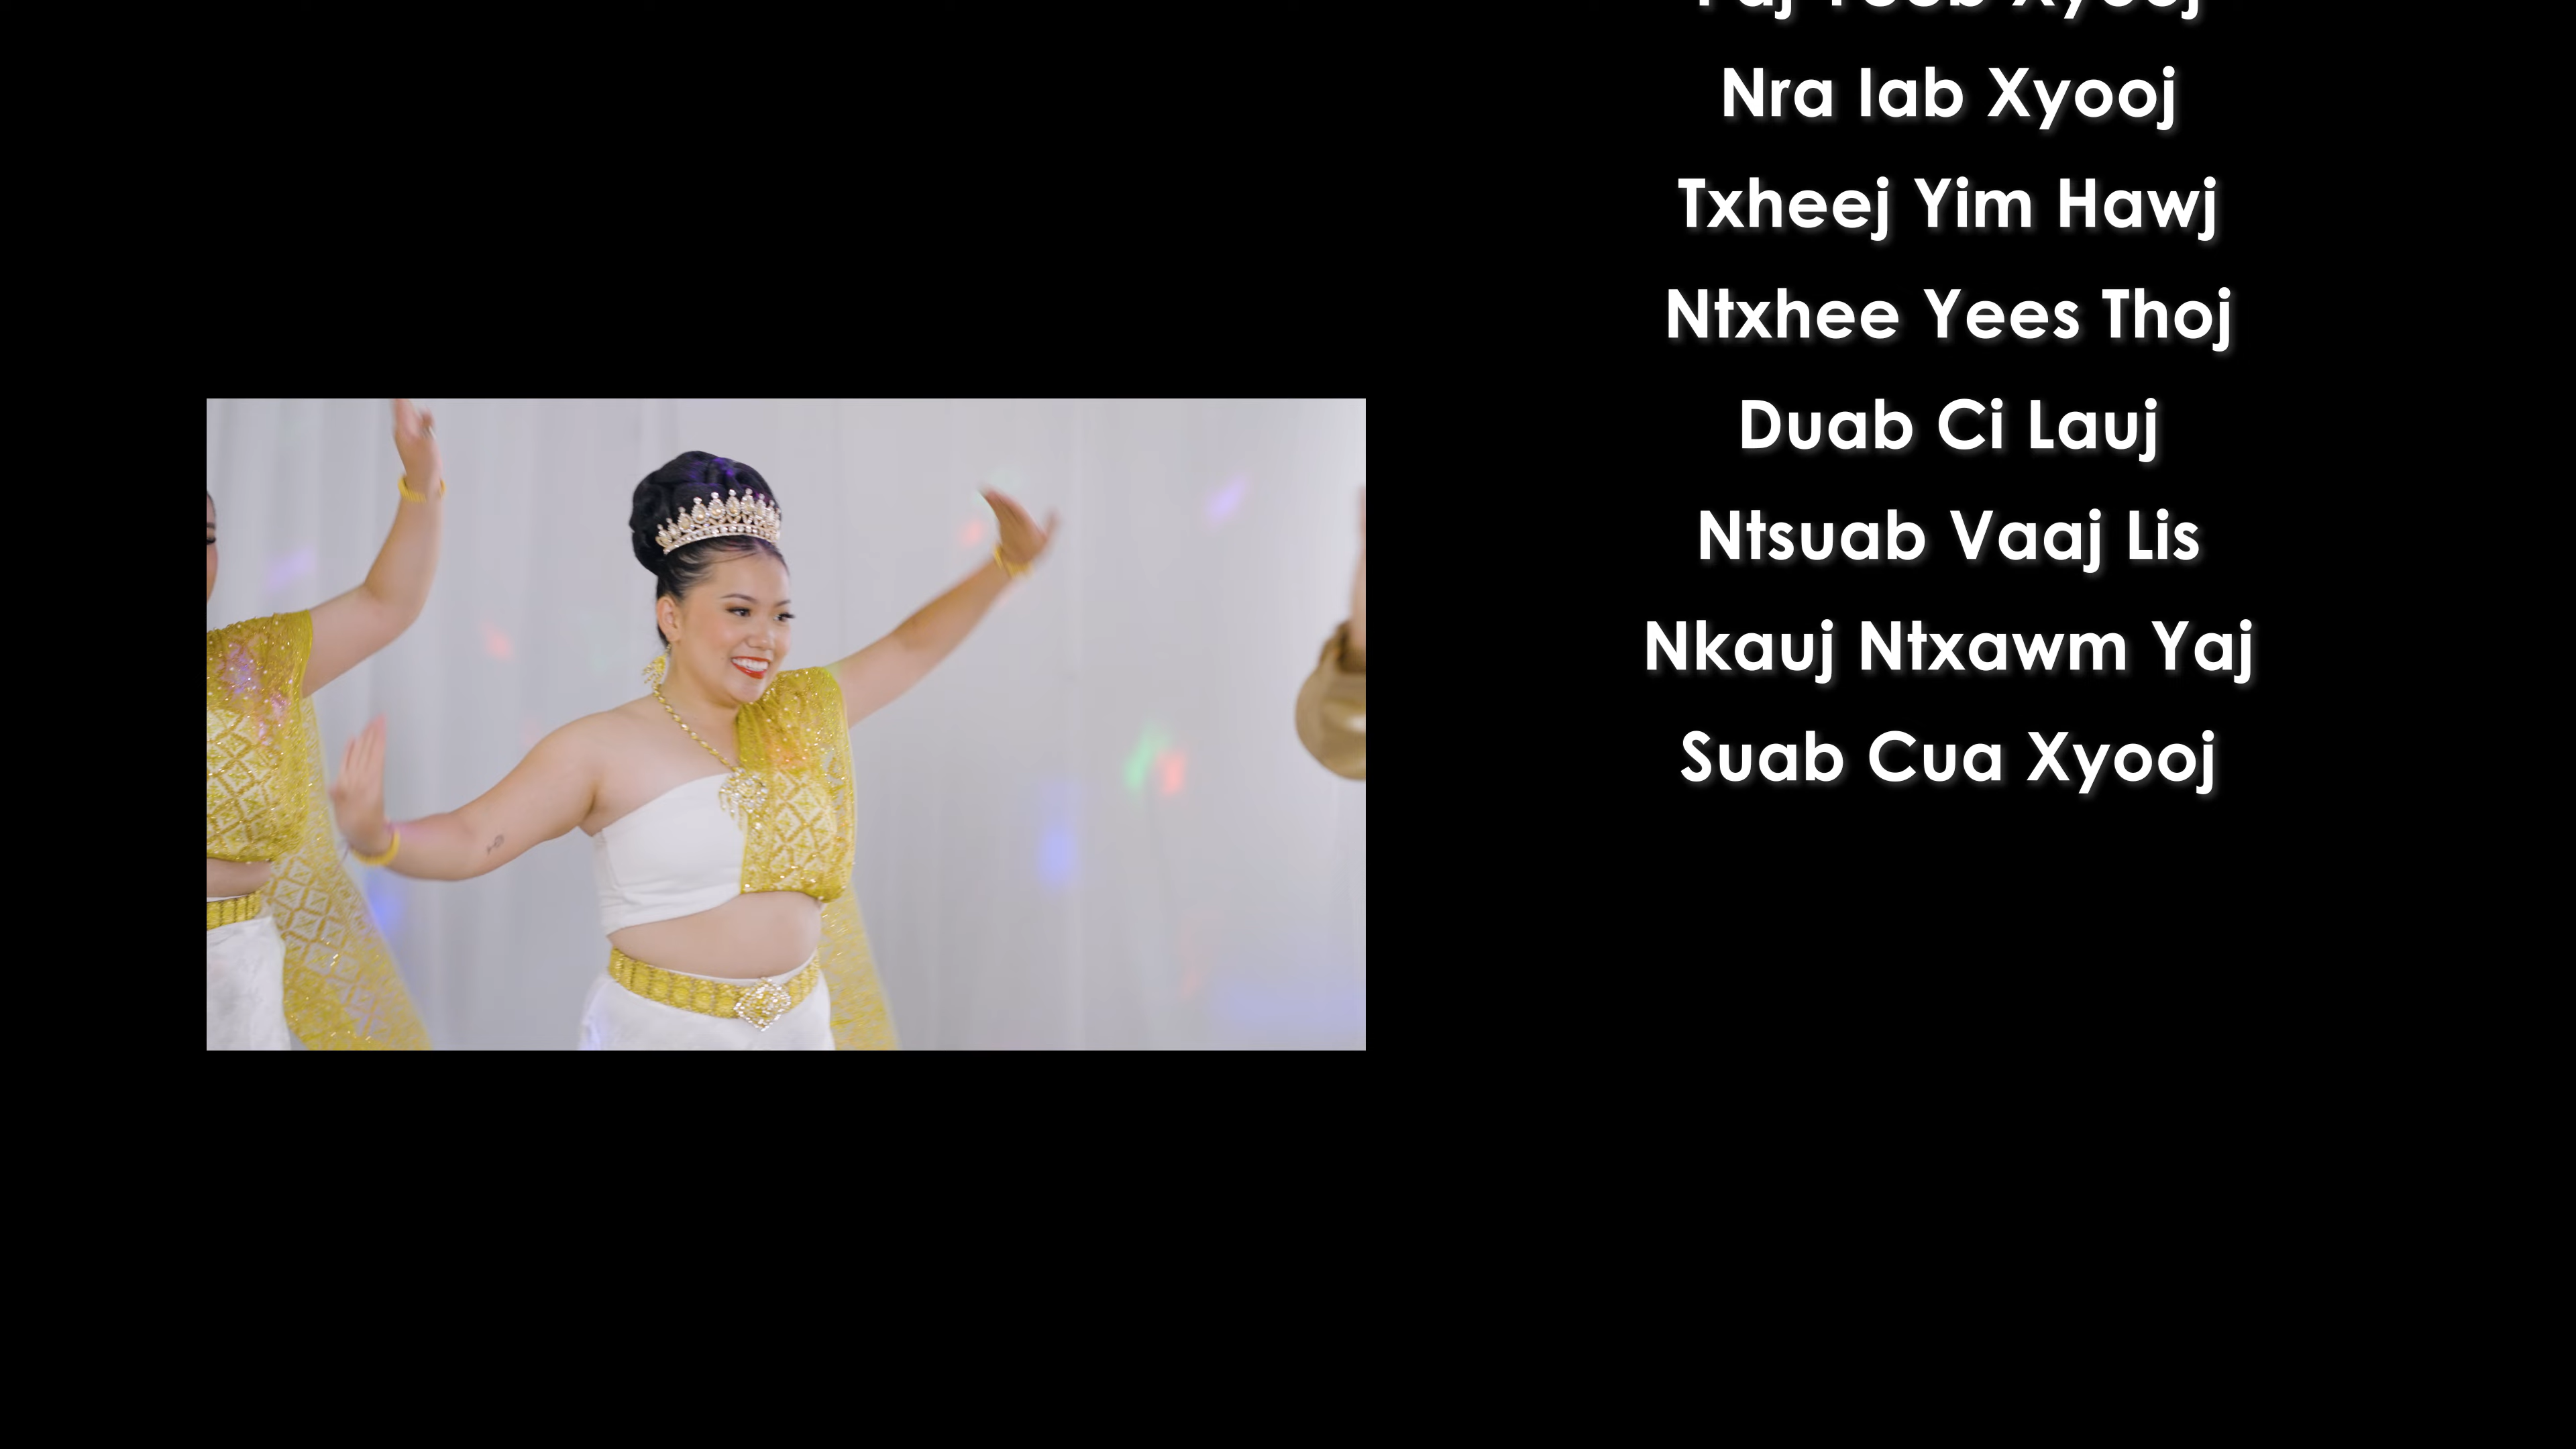 Nra Iab Xyooj
Txheej Yim Hawj
Ntxhee Yees Thoj
Duab Ci Lauj
Ntsuab Vaaj Lis
Nkauj Ntxawm Yaj
Suab Cua Xyooj